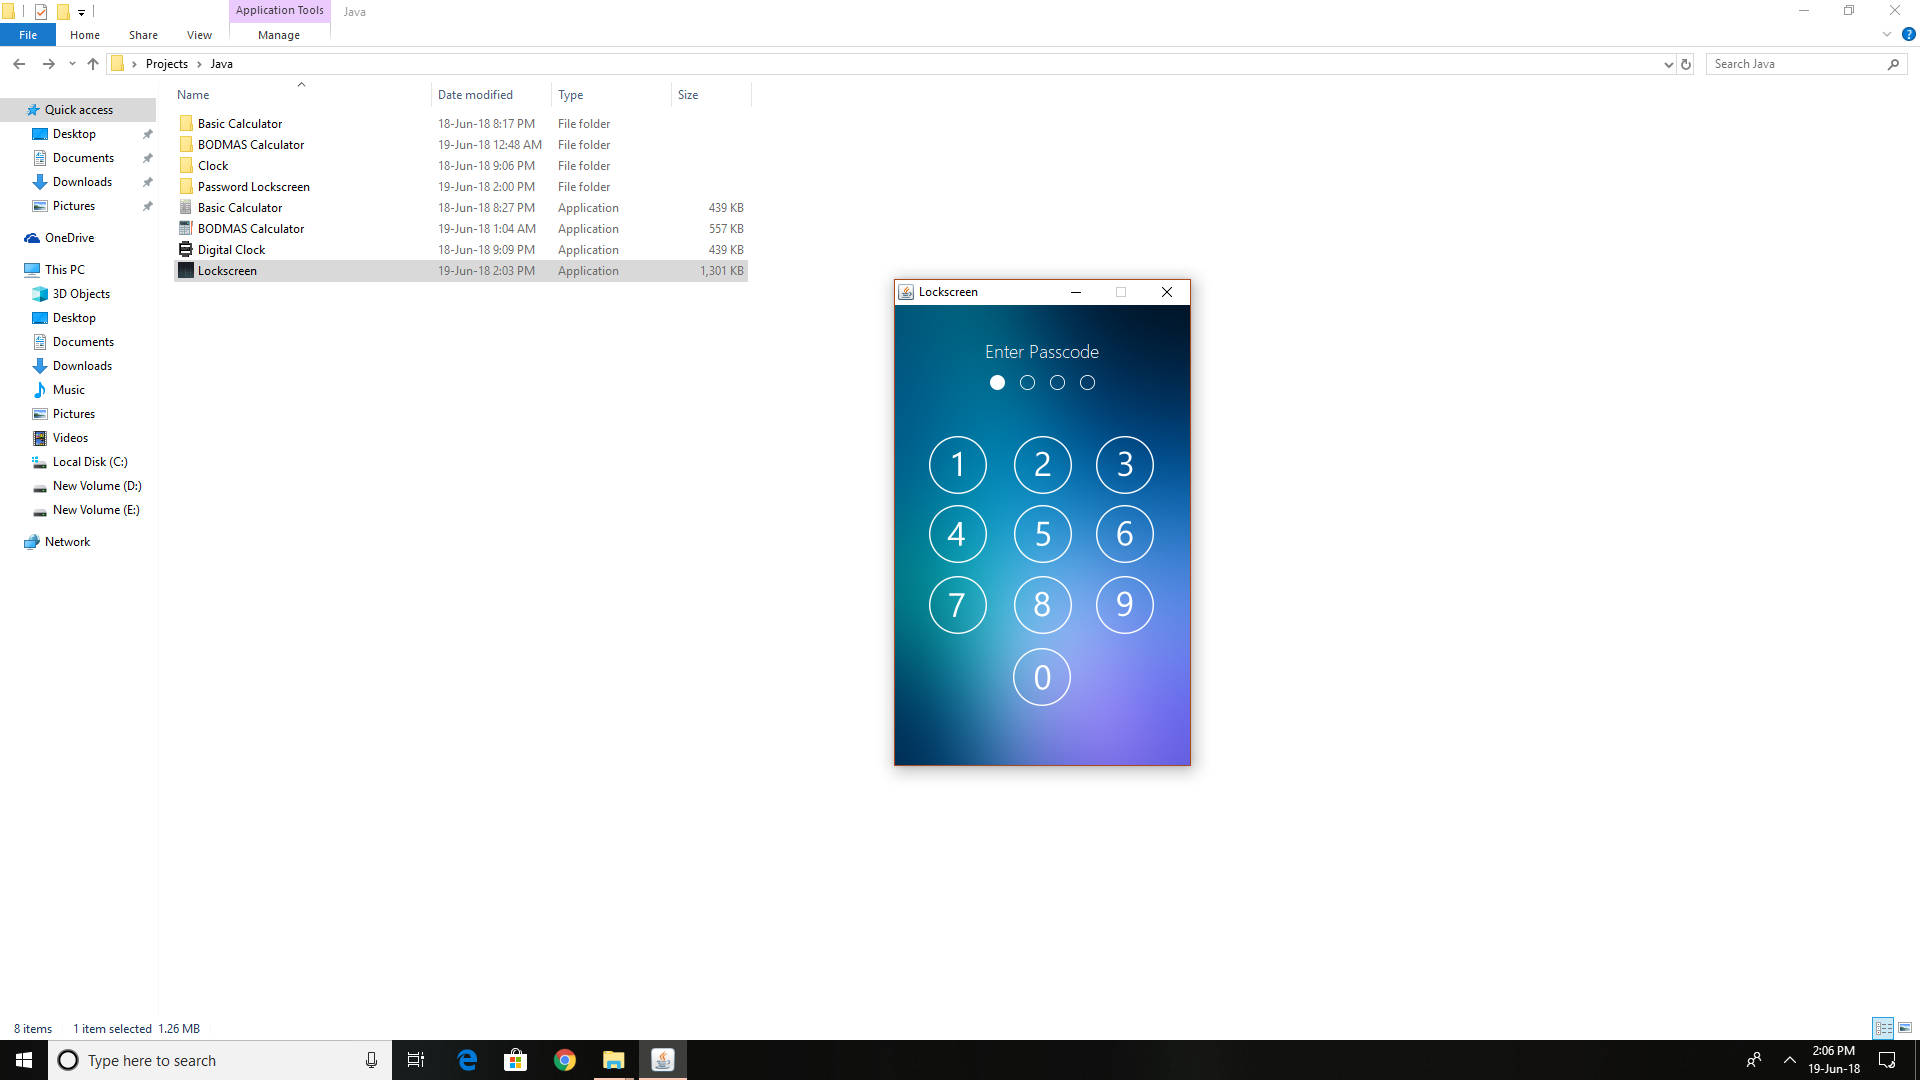 Application Tools Java
File Home Share View Manage
Projects Java
Search Java
Name Date modified Type Size
Basic Calculator 18-Jun-18 8:17 PM File folder
BODMAS Calculator 19-Jun-18 12:48 AM File folder
Clock 18-Jun-18 9:06 PM File folder
Password Lockscreen 19-Jun-18 2:00 PM File folder
Basic Calculator 18-Jun-18 8:27 PM Application 439 KB
BODMAS Calculator 19-Jun-18 1:04 AM Application 557 KB
Digital Clock 18-Jun-18 9:09 PM Application 439 KB
Lockscreen 19-Jun-18 2:03 PM Application 1,301 KB
Quick access
Desktop
Documents
Downloads
Pictures
OneDrive
This PC
3D Objects
Desktop
Documents
Downloads
Music
Pictures
Videos
Local Disk (C:)
New Volume (D:)
New Volume (E:)
Network
Lockscreen
Enter Passcode
1 2 3
4 5 6
7 8 9
0
8 items 1 item selected 1.26 MB
Type here to search
2:06 PM
19-Jun-18